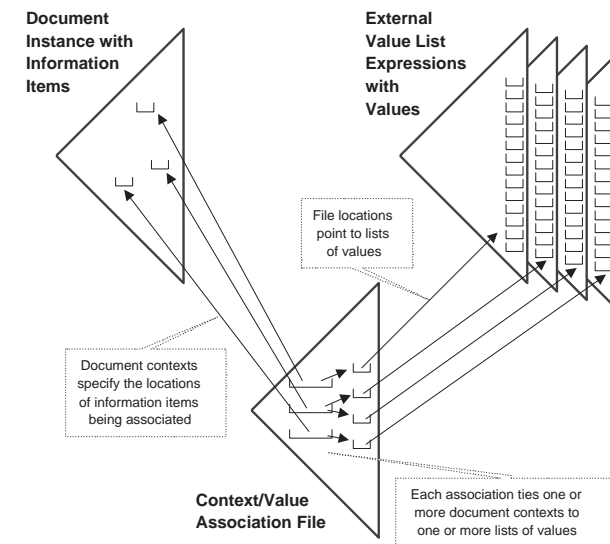 Document
Instance with
Information
Items
External
Value List
Expressions
with
Values
File locations
point to lists
of values
Document contexts
specify the locations
of information items
being associated
Context/Value
Association File
Each association ties one or
more document contexts to
one or more lists of values